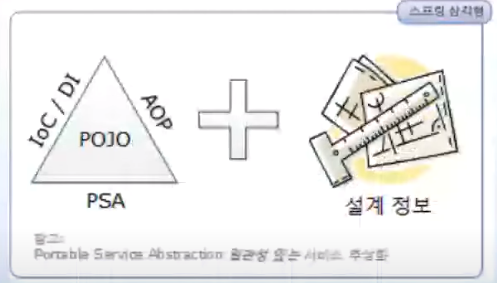 스프링 삼각형
IoC / DI
AOP
POJO
PSA
설계 정보
참고:
Portable Service Abstraction 일관성 있는 서비스 추상화